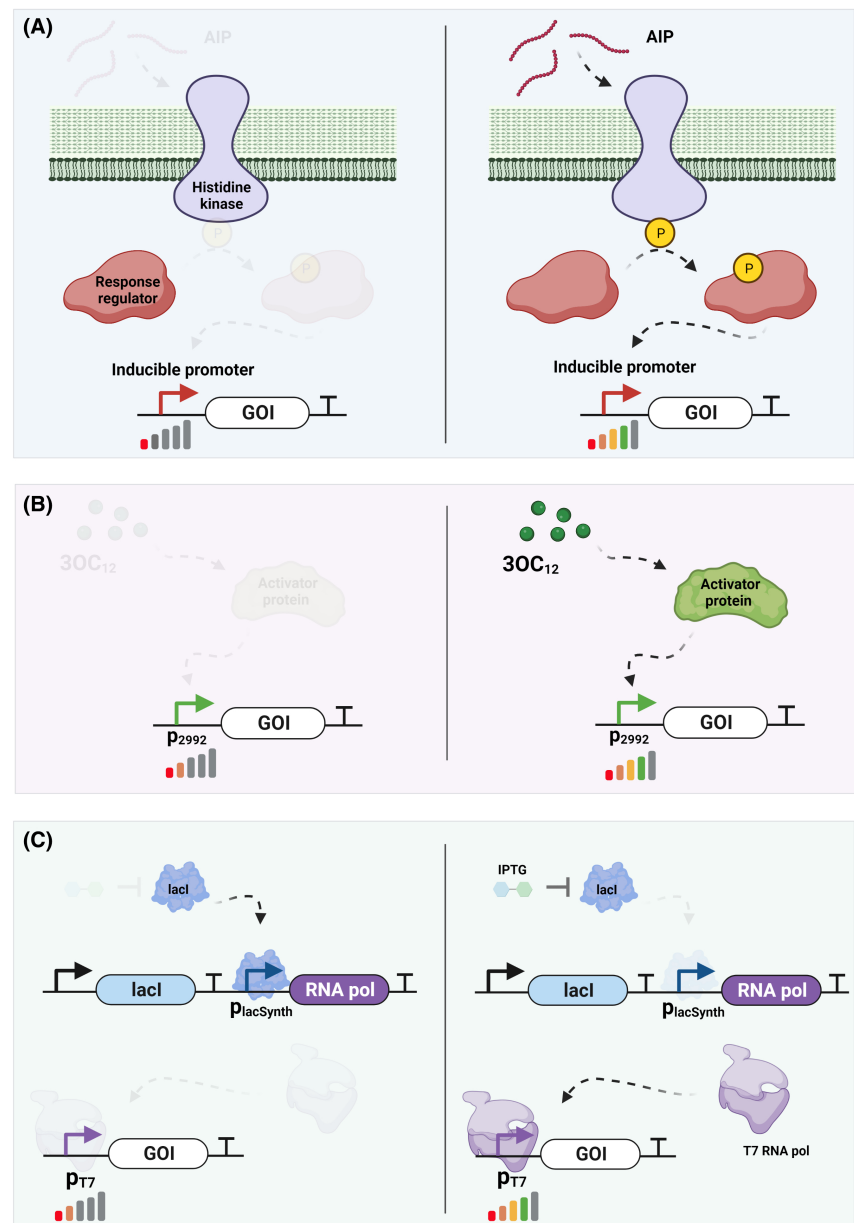 (A)
AIP
AIP
Histidine
kinase
P
P
P
P
Response
regulator
Inducible promoter
Inducible promoter
GOI
GOI
(B)
3OC₁₂
3OC₁₂
Activator
protein
Activator
protein
GOI
GOI
p₂₉₉₂
p₂₉₉₂
(C)
lacI
IPTG
lacI
lacI
RNA pol
lacI
RNA pol
placSynth
placSynth
GOI
GOI
T7 RNA pol
pT7
pT7